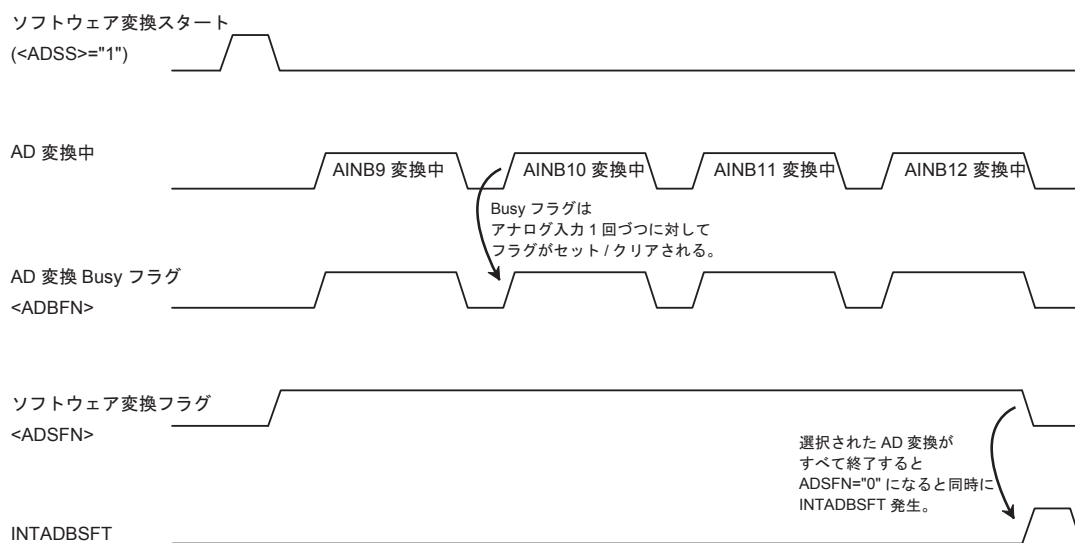 ソフトウェア変換スタート
(<ADSS>="1")
AD 変換中
AINB9 変換中
AINB10 変換中
AINB11 変換中
AINB12 変換中
Busy フラグは
アナログ入力 1 回づつに対して
フラグがセット / クリアされる。
AD 変換 Busy フラグ
<ADBFN>
ソフトウェア変換フラグ
<ADSFN>
選択された AD 変換が
すべて終了すると
ADSFN="0" になると同時に
INTADBSFT 発生。
INTADBSFT